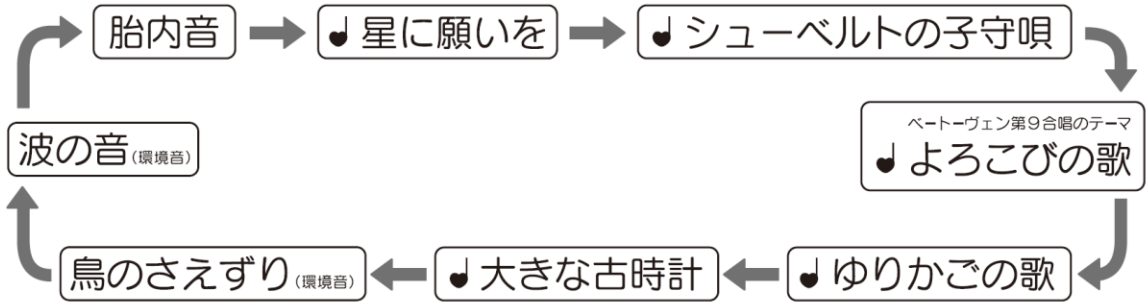 胎内音
♩ 星に願いを
♩ シューベルトの子守唄
ベートーヴェン第９合唱のテーマ
♩ よろこびの歌
♩ ゆりかごの歌
♩ 大きな古時計
鳥のさえずり(環境音)
波の音(環境音)